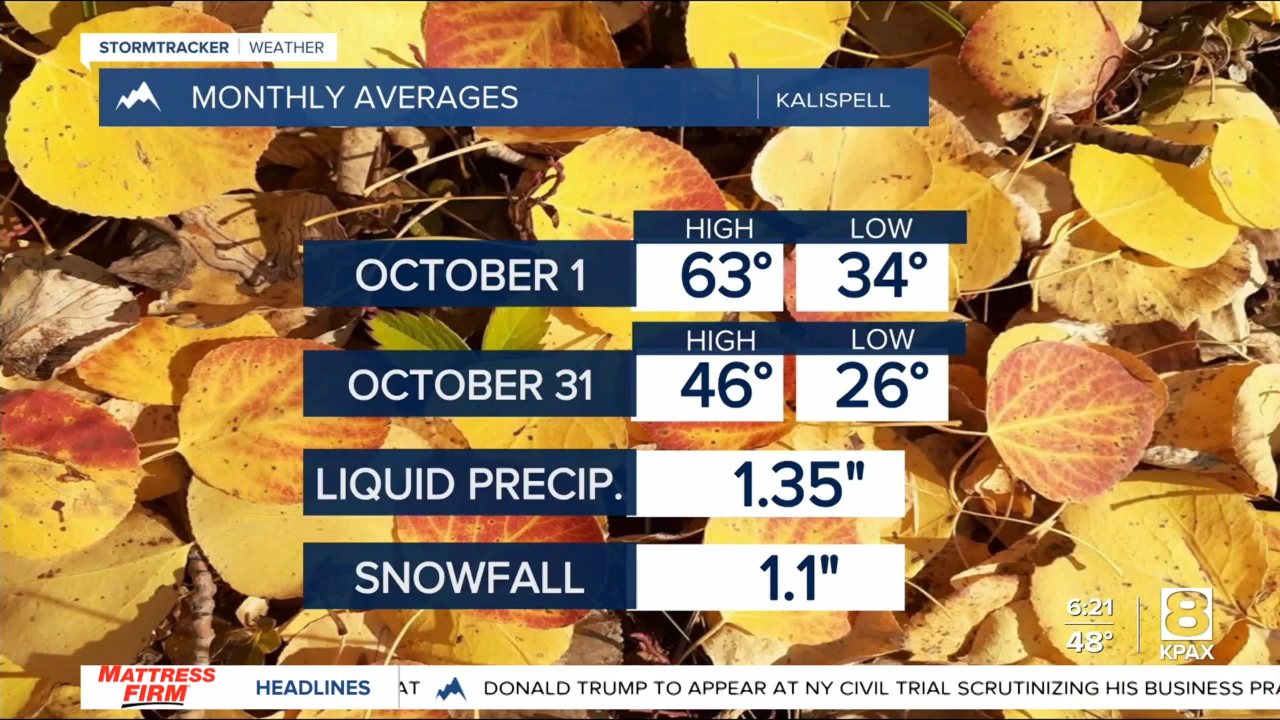 STORMTRACKER | WEATHER
MONTHLY AVERAGES
KALISPELL
HIGH LOW
OCTOBER 1 63° 34°
HIGH LOW
OCTOBER 31 46° 26°
LIQUID PRECIP. 1.35"
SNOWFALL 1.1"
6:21
48°
8
KPAX
MATTRESS
FIRM
HEADLINES
AT DONALD TRUMP TO APPEAR AT NY CIVIL TRIAL SCRUTINIZING HIS BUSINESS PRA